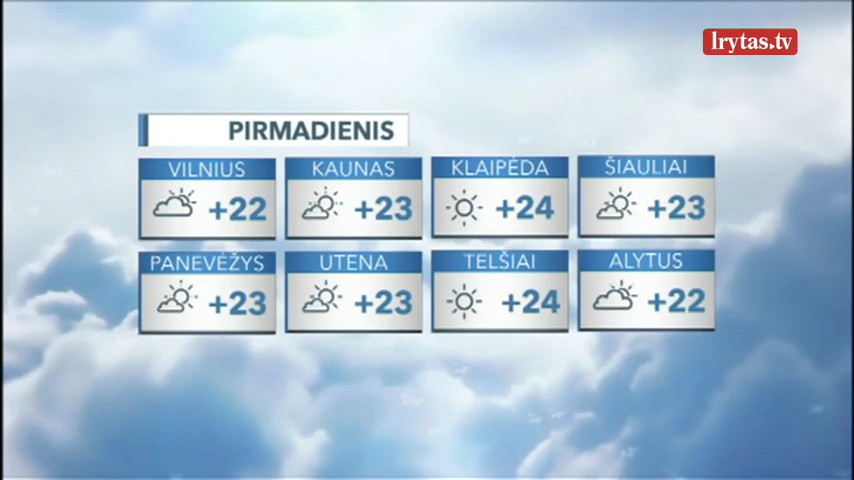 lrytas.tv
PIRMADIENIS
VILNIUS KAUNAS KLAIPĖDA ŠIAULIAI
+22 +23 +24 +23
PANEVĖŽYS UTENA TELŠIAI ALYTUS
+23 +23 +24 +22